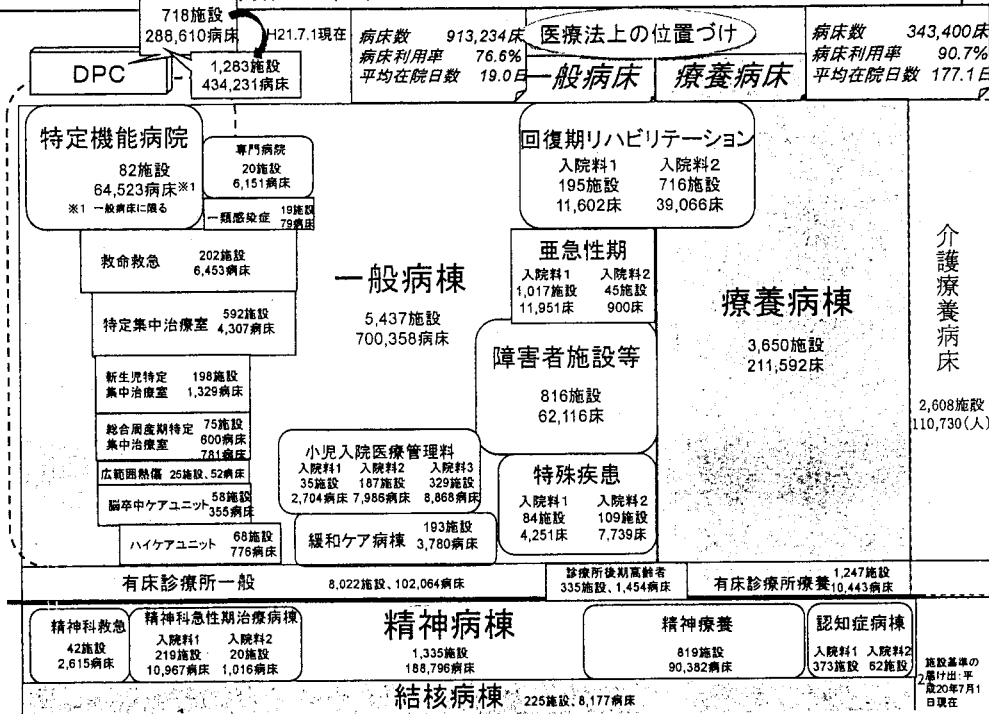 718施設
288,610病床
H21.7.1現在
DPC
1,283施設
434,231病床
病床数 913,234床
病床利用率 76.6%
平均在院日数 19.0日
医療法上の位置づけ
一般病床
療養病床
病床数 343,400床
病床利用率 90.7%
平均在院日数 177.1日
特定機能病院
82施設
64,523病床※1
※1 一般病床に限る
専門病院
20施設
6,151病床
一類感染症 19施設
79病床
救命救急 202施設
6,453病床
特定集中治療室 592施設
4,307病床
新生児特定
集中治療室
198施設
1,329病床
総合周産期特定
集中治療室
75施設
600病床
781病床
広範囲熱傷 25施設、52病床
脳卒中ケアユニット 58施設
355病床
ハイケアユニット 68施設
776病床
一般病棟
5,437施設
700,358病床
小児入院医療管理料
入院料1 入院料2 入院料3
35施設 187施設 329施設
2,704病床 7,986病床 8,868病床
緩和ケア病棟 193施設
3,780病床
回復期リハビリテーション
入院料1 入院料2
195施設 716施設
11,602床 39,066床
亜急性期
入院料1 入院料2
1,017施設 45施設
11,951床 900床
障害者施設等
816施設
62,116床
特殊疾患
入院料1 入院料2
84施設 109施設
4,251床 7,739床
療養病棟
3,650施設
211,592床
介護療養病床
2,608施設
110,730(人)
有床診療所一般 8,022施設、102,064病床
診療所後期高齢者
335施設、1,454病床
有床診療所療養 1,247施設
10,443病床
精神科救急
42施設
2,615病床
精神科急性期治療病棟
入院料1 入院料2
219施設 20施設
10,967病床 1,016病床
精神病棟
1,335施設
188,796病床
精神療養
819施設
90,382病床
認知症病棟
入院料1 入院料2
373施設 62施設
結核病棟 225施設、8,177病床
施設基準の
届け出:平
成20年7月1
日現在